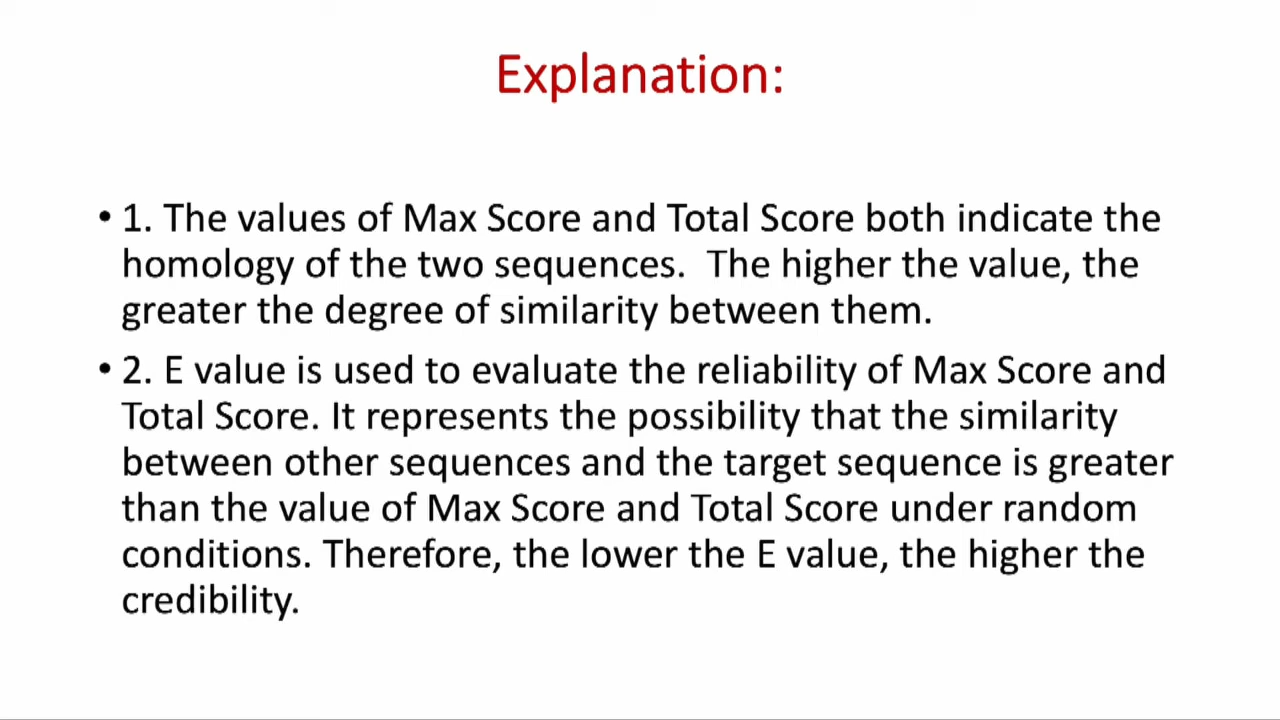 Explanation:
• 1. The values of Max Score and Total Score both indicate the
homology of the two sequences.  The higher the value, the
greater the degree of similarity between them.
• 2. E value is used to evaluate the reliability of Max Score and
Total Score. It represents the possibility that the similarity
between other sequences and the target sequence is greater
than the value of Max Score and Total Score under random
conditions. Therefore, the lower the E value, the higher the
credibility.